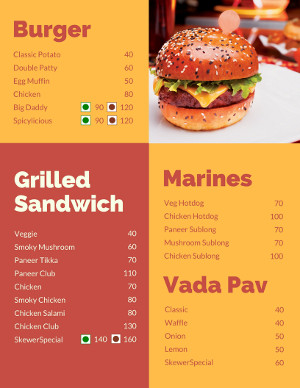 Burger
Classic Potato 40
Double Patty 60
Egg Muffin 50
Chicken 80
Big Daddy 90 120
Spicylicious 90 120
Grilled
Sandwich
Veggie 40
Smoky Mushroom 60
Paneer Tikka 70
Paneer Club 110
Chicken 70
Smoky Chicken 80
Chicken Salami 80
Chicken Club 130
SkewerSpecial 140 160
Marines
Veg Hotdog 70
Chicken Hotdog 100
Paneer Sublong 70
Mushroom Sublong 70
Chicken Sublong 100
Vada Pav
Classic 40
Waffle 40
Onion 50
Lemon 50
SkewerSpecial 60